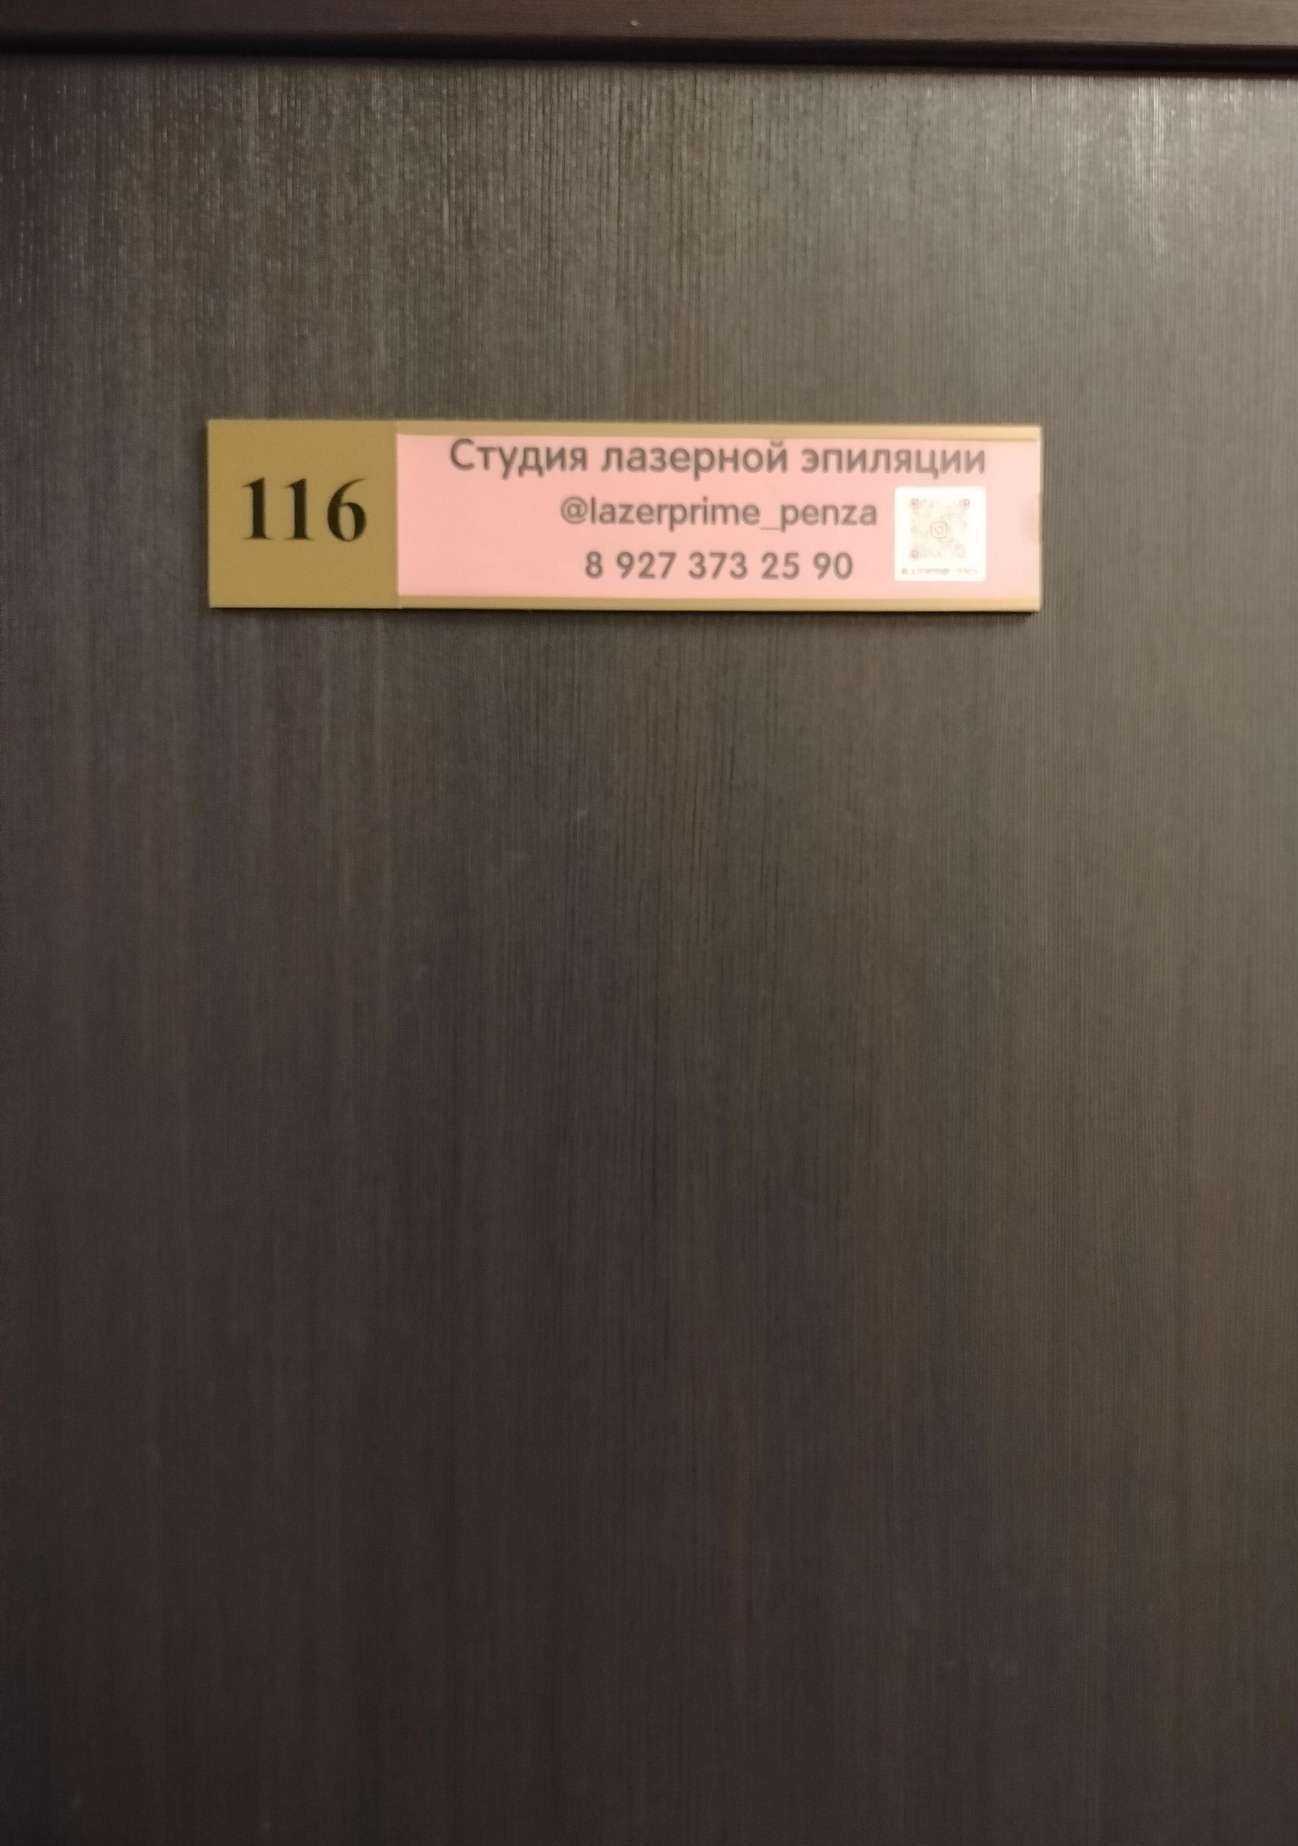 116
Студия лазерной эпиляции
@lazerprime_penza
8 927 373 25 90